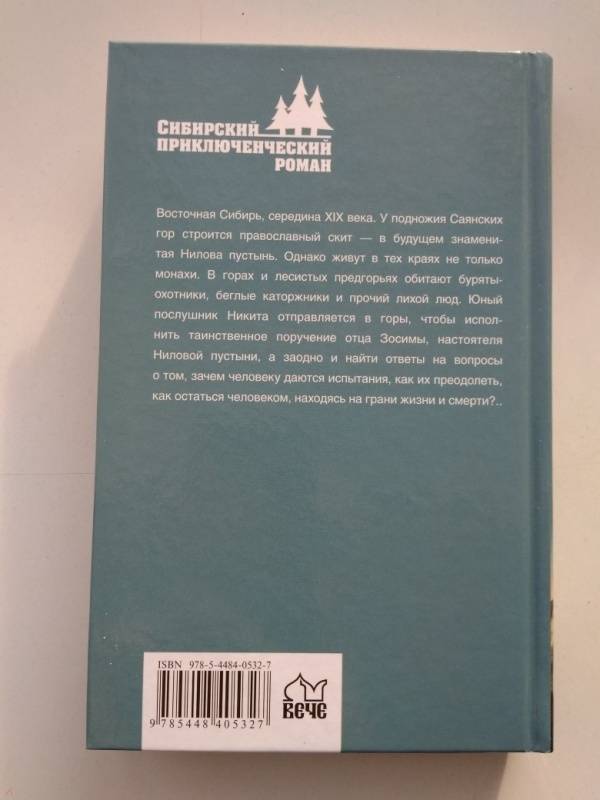 Сибирский
приключенческий
роман
Восточная Сибирь, середина XIX века. У подножия Саянских
гор строится православный скит — в будущем знамени-
тая Нилова пустынь. Однако живут в тех краях не только
монахи. В горах и лесистых предгорьях обитают буряты-
охотники, беглые каторжники и прочий лихой люд. Юный
послушник Никита отправляется в горы, чтобы испол-
нить таинственное поручение отца Зосимы, настоятеля
Ниловой пустыни, а заодно и найти ответы на вопросы
о том, зачем человеку даются испытания, как их преодолеть,
как остаться человеком, находясь на грани жизни и смерти?..
ISBN 978-5-4484-0532-7
9 785448 405327
ВЕЧЕ